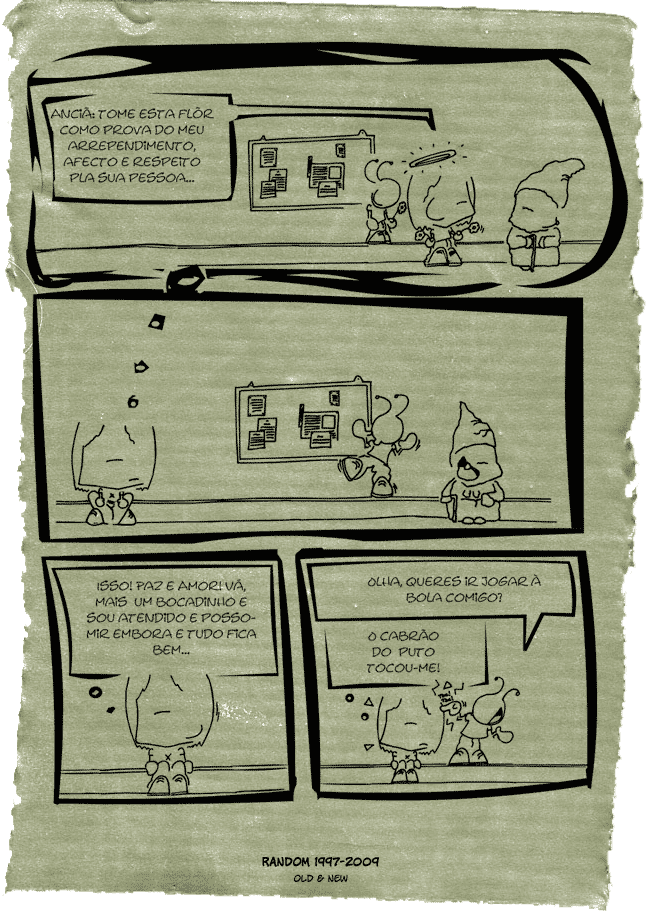 ANCIÃ: TOME ESTA FLÔR
COMO PROVA DO MEU
ARREPENDIMENTO,
AFECTO E RESPEITO
PLA SUA PESSOA...
ISSO! PAZ E AMOR! VÁ,
MAIS UM BOCADINHO E
SOU ATENDIDO E POSSO-
MIR EMBORA E TUDO FICA
BEM...
OLHA, QUERES IR JOGAR À
BOLA COMIGO?
O CABRÃO
DO PUTO
TOCOU-ME!
RANDOM 1997-2009
OLD & NEW